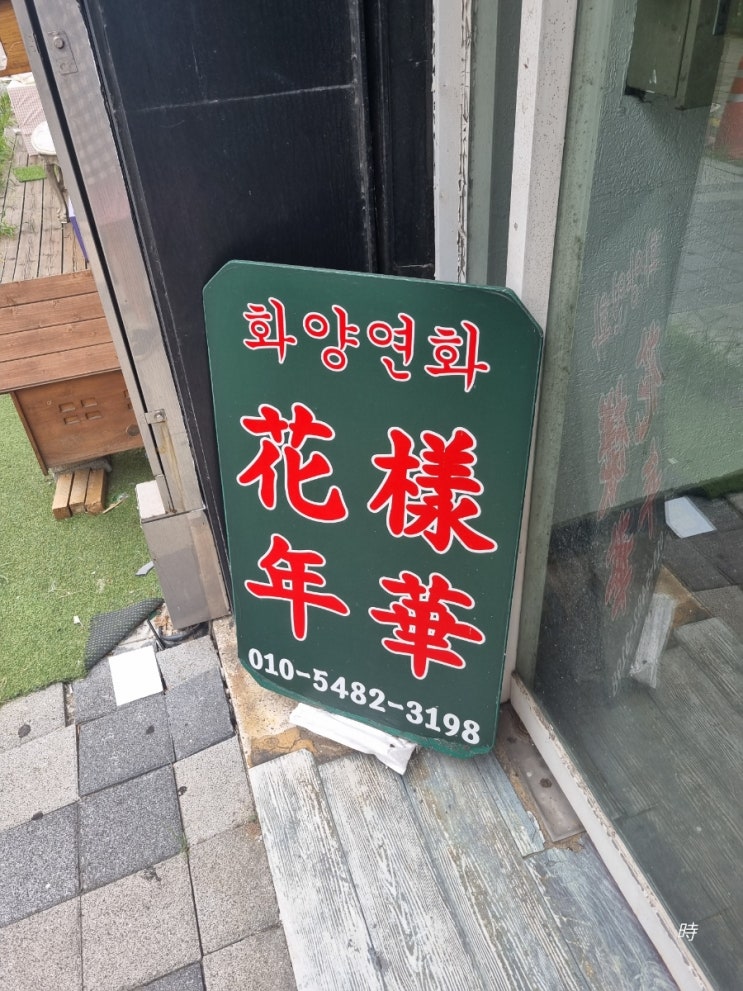 화양연화
花樣
年華
010-5482-3198
時